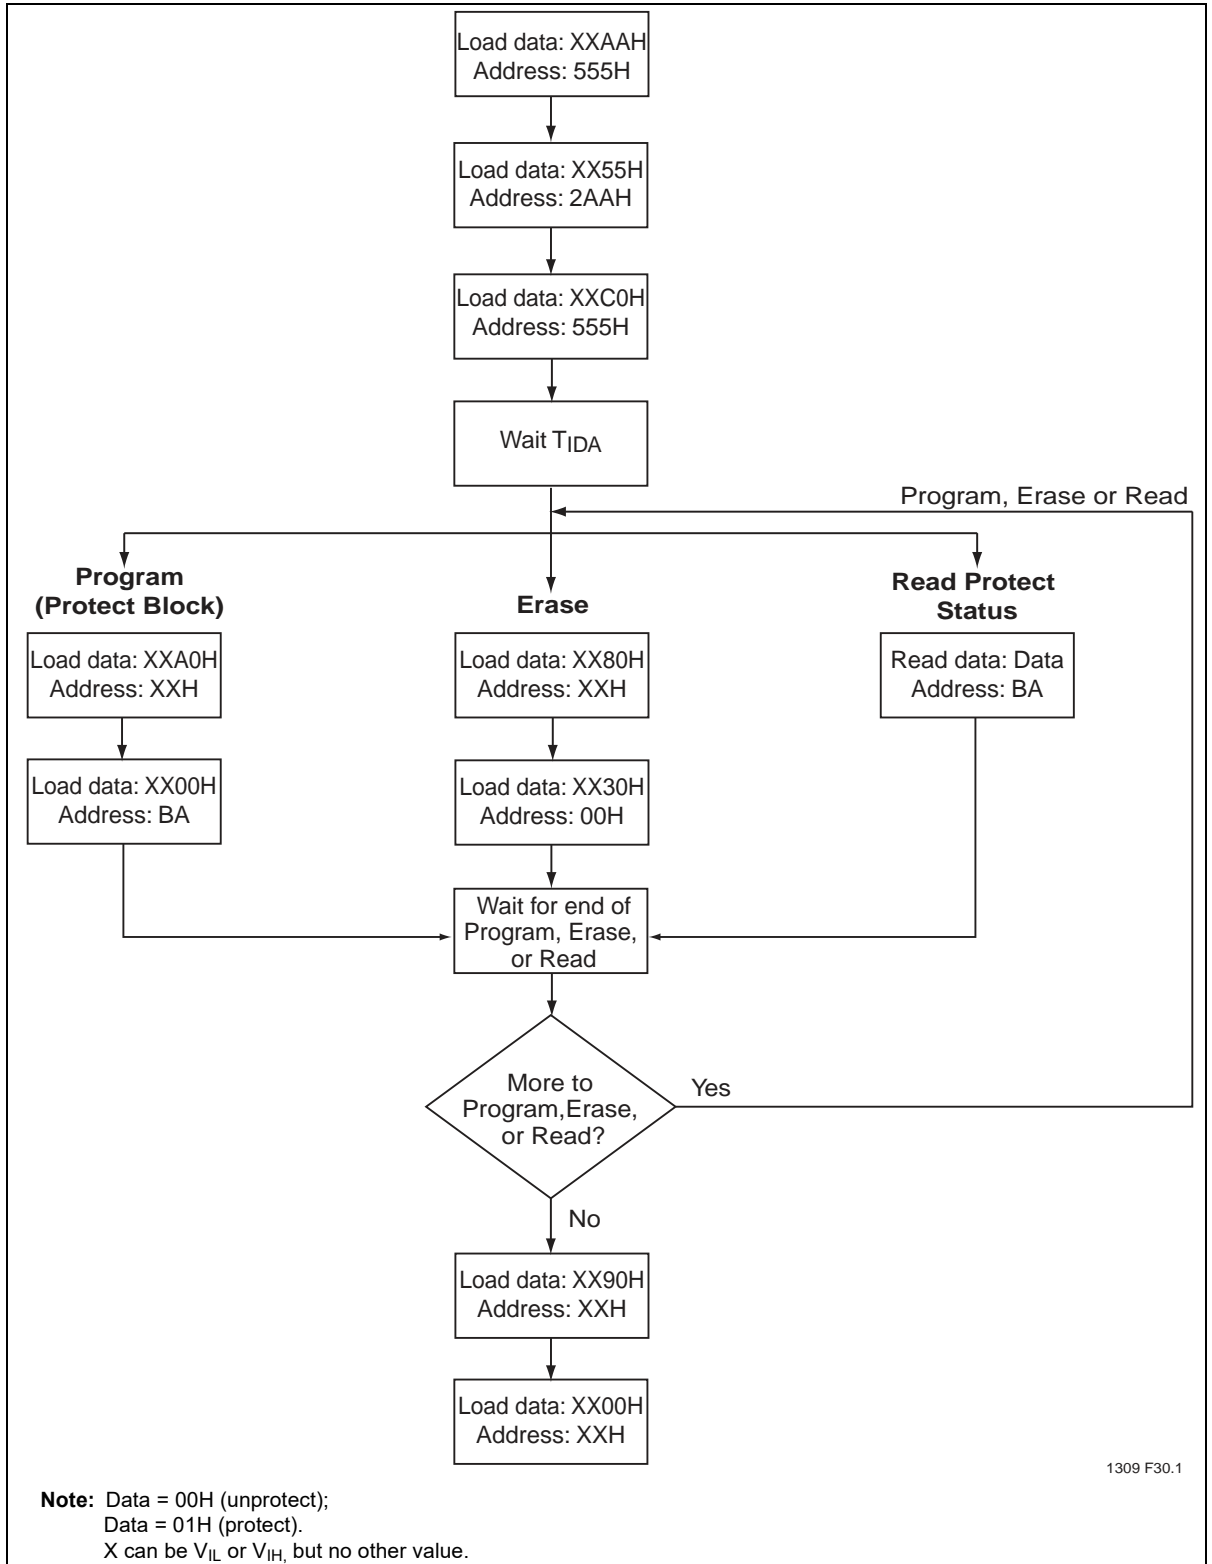 Load data: XXAAH
Address: 555H
Load data: XX55H
Address: 2AAH
Load data: XXC0H
Address: 555H
Wait TIDA
Program, Erase or Read
Program
(Protect Block)
Load data: XXA0H
Address: XXH
Load data: XX00H
Address: BA
Erase
Load data: XX80H
Address: XXH
Load data: XX30H
Address: 00H
Read Protect
Status
Read data: Data
Address: BA
Wait for end of
Program, Erase,
or Read
More to
Program,Erase,
or Read?
Yes
No
Load data: XX90H
Address: XXH
Load data: XX00H
Address: XXH
1309 F30.1
Note: Data = 00H (unprotect);
Data = 01H (protect).
X can be VIL or VIH, but no other value.